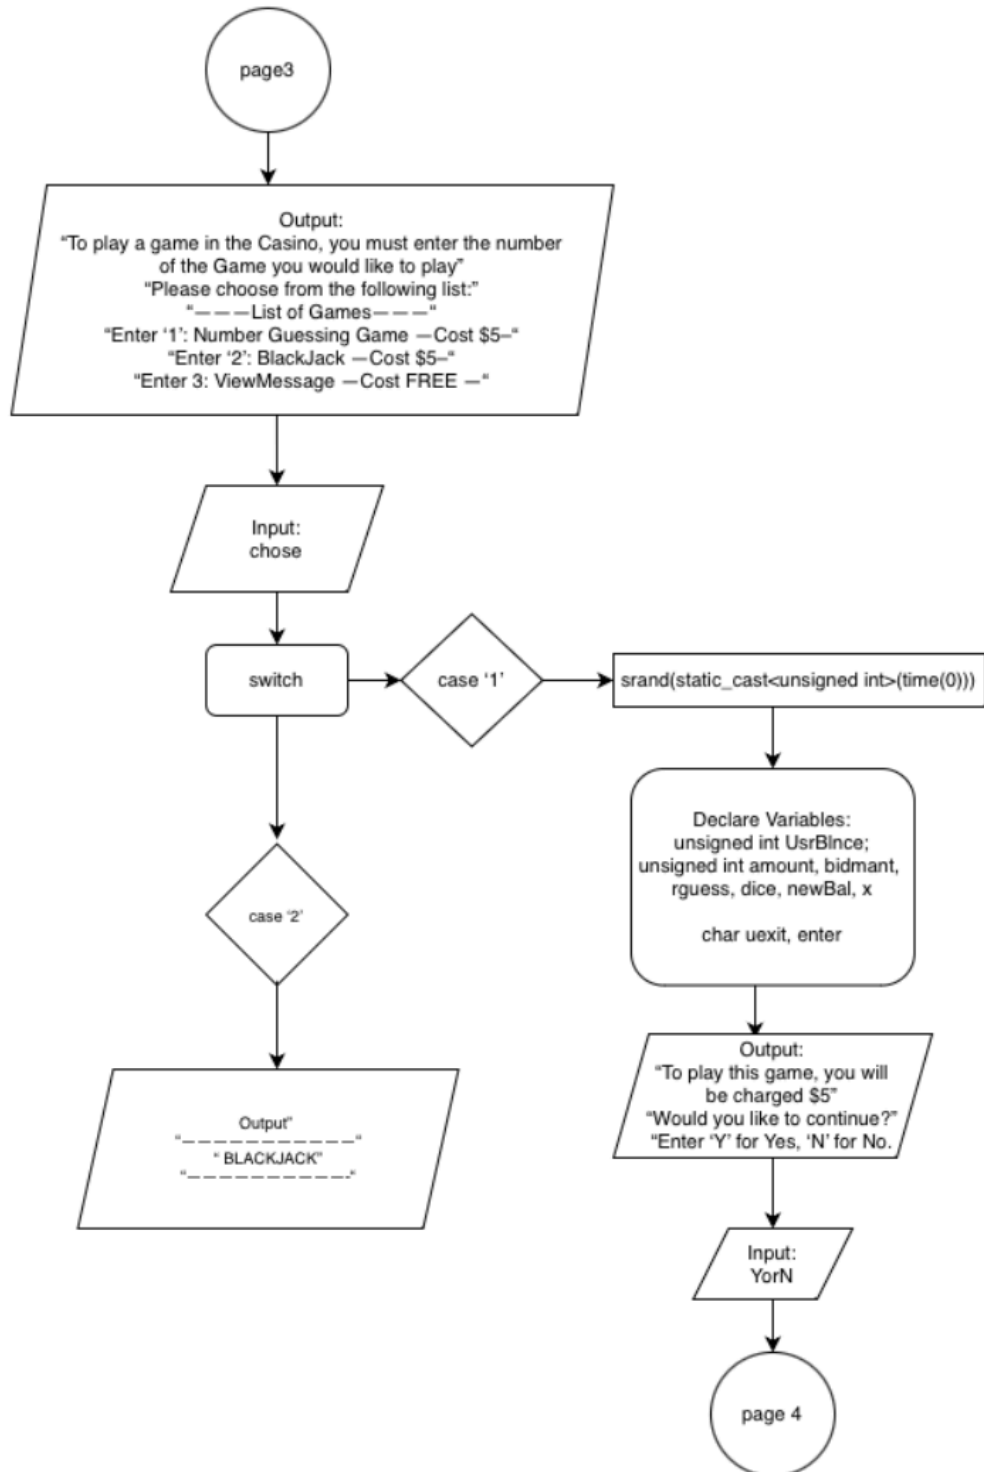 page3
Output:
“To play a game in the Casino, you must enter the number
of the Game you would like to play”
“Please choose from the following list:”
“———List of Games———“
“Enter ‘1’: Number Guessing Game —Cost $5–“
“Enter ‘2’: BlackJack —Cost $5–“
“Enter 3: ViewMessage —Cost FREE —“
Input:
chose
switch
case ‘1’
srand(static_cast<unsigned int>(time(0)))
Declare Variables:
unsigned int UsrBlnce;
unsigned int amount, bidmant,
rguess, dice, newBal, x
char uexit, enter
Output:
“To play this game, you will
be charged $5”
“Would you like to continue?”
“Enter ‘Y’ for Yes, ‘N’ for No.
Input:
YorN
page 4
case ‘2’
Output”
“———————————“
“ BLACKJACK”
“——————————-“